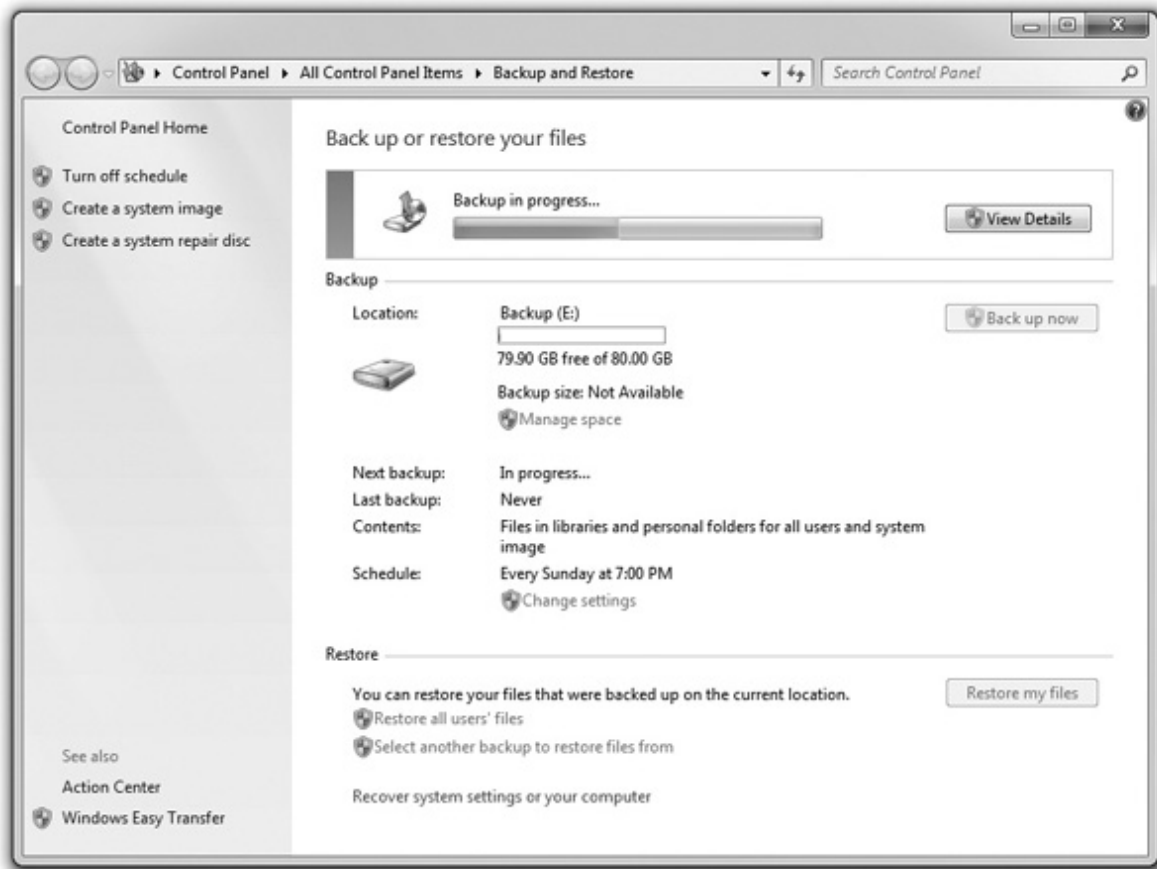 Control Panel ▸ All Control Panel Items ▸ Backup and Restore
Search Control Panel
Control Panel Home
Turn off schedule
Create a system image
Create a system repair disc
See also
Action Center
Windows Easy Transfer
Back up or restore your files
Backup in progress...
View Details
Backup
Location:
Backup (E:)
Back up now
79.90 GB free of 80.00 GB
Backup size: Not Available
Manage space
Next backup:
In progress...
Last backup:
Never
Contents:
Files in libraries and personal folders for all users and system
image
Schedule:
Every Sunday at 7:00 PM
Change settings
Restore
You can restore your files that were backed up on the current location.
Restore my files
Restore all users' files
Select another backup to restore files from
Recover system settings or your computer